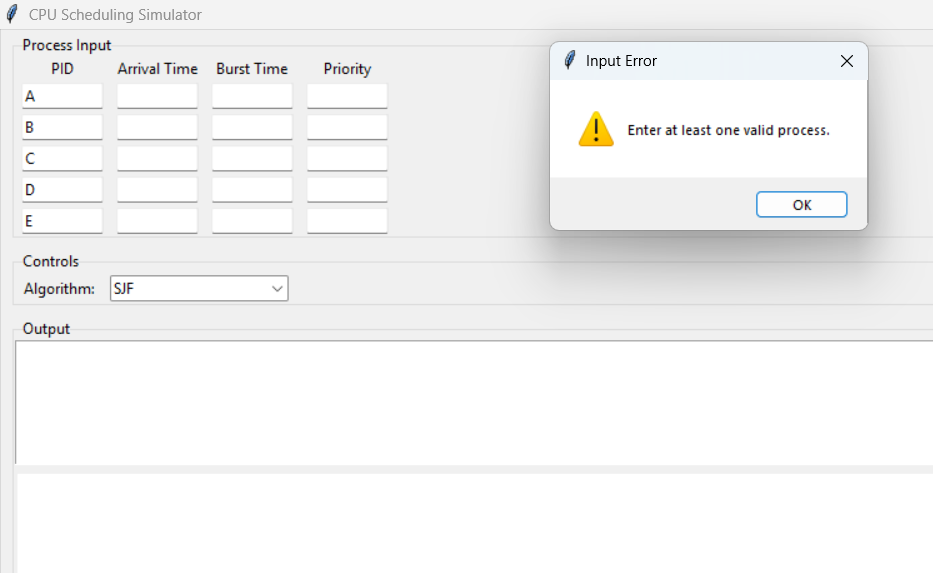 CPU Scheduling Simulator
Process Input
PID Arrival Time Burst Time Priority
A
B
C
D
E
Input Error
Enter at least one valid process.
OK
Controls
Algorithm: SJF
Output